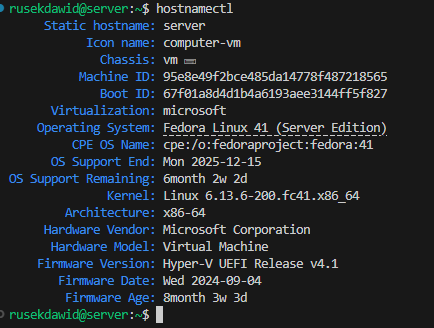 rusekdawid@server:~$ hostnamectl
Static hostname: server
Icon name: computer-vm
Chassis: vm
Machine ID: 95e8e49f2bce485da14778f487218565
Boot ID: 67f01a8d4d1b4a6193aee3144ff5f827
Virtualization: microsoft
Operating System: Fedora Linux 41 (Server Edition)
CPE OS Name: cpe:/o:fedoraproject:fedora:41
OS Support End: Mon 2025-12-15
OS Support Remaining: 6month 2w 2d
Kernel: Linux 6.13.6-200.fc41.x86_64
Architecture: x86-64
Hardware Vendor: Microsoft Corporation
Hardware Model: Virtual Machine
Firmware Version: Hyper-V UEFI Release v4.1
Firmware Date: Wed 2024-09-04
Firmware Age: 8month 3w 3d
rusekdawid@server:~$